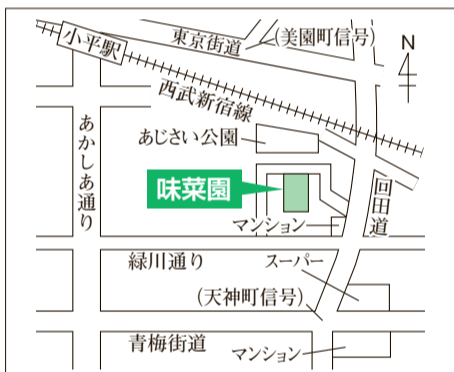 小平駅
東京街道
(美園町信号)
N
西武新宿線
あじさい公園
あかしあ通り
味菜園
回田道
マンション
緑川通り
スーパー
(天神町信号)
青梅街道
マンション